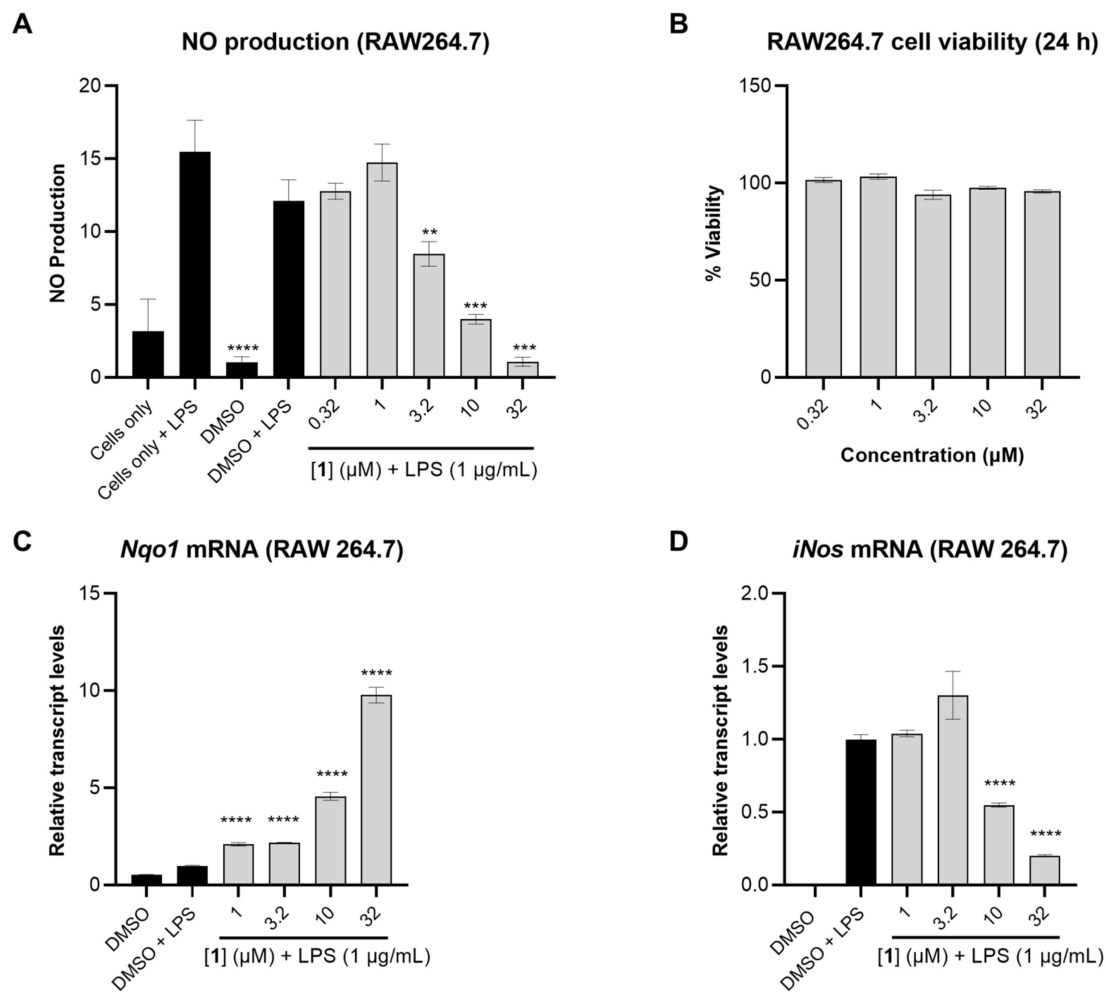 A
NO production (RAW264.7)
NO Production
20
15
10
5
0
**
***
****
***
Cells only
Cells only + LPS
DMSO
DMSO + LPS
0.32
1
3.2
10
32
[1] (μM) + LPS (1 μg/mL)
B
RAW264.7 cell viability (24 h)
% Viability
150
100
50
0
0.32
1
3.2
10
32
Concentration (μM)
C
Nqo1 mRNA (RAW 264.7)
Relative transcript levels
15
10
5
0
****
****
****
****
DMSO
DMSO + LPS
1
3.2
10
32
[1] (μM) + LPS (1 μg/mL)
D
iNos mRNA (RAW 264.7)
Relative transcript levels
2.0
1.5
1.0
0.5
0.0
****
****
DMSO
DMSO + LPS
1
3.2
10
32
[1] (μM) + LPS (1 μg/mL)